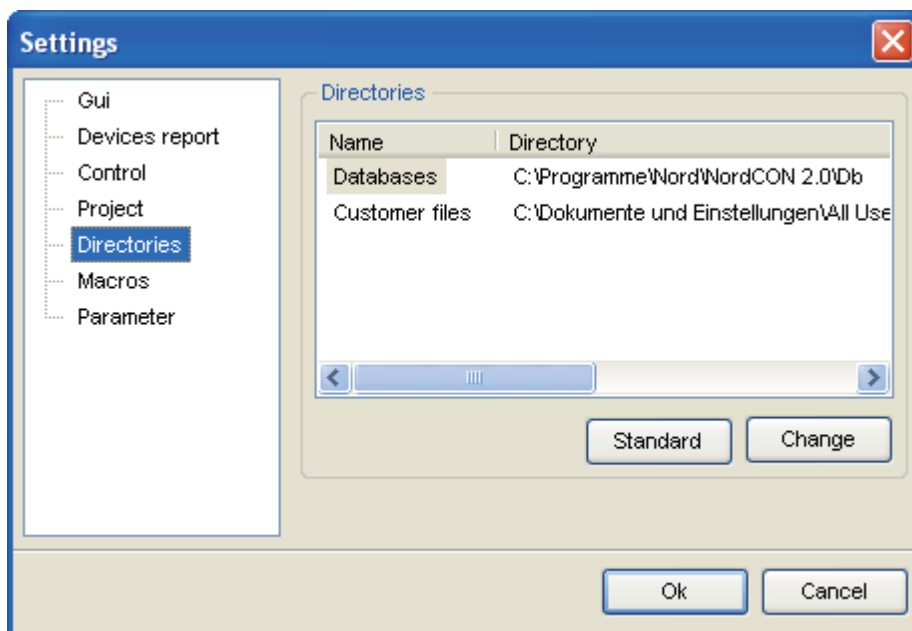 Settings
Gui
Devices report
Control
Project
Directories
Macros
Parameter
Directories
Name Directory
Databases C:\Programme\Nord\NordCON 2.0\Db
Customer files C:\Dokumente und Einstellungen\All Use
Standard Change
Ok Cancel